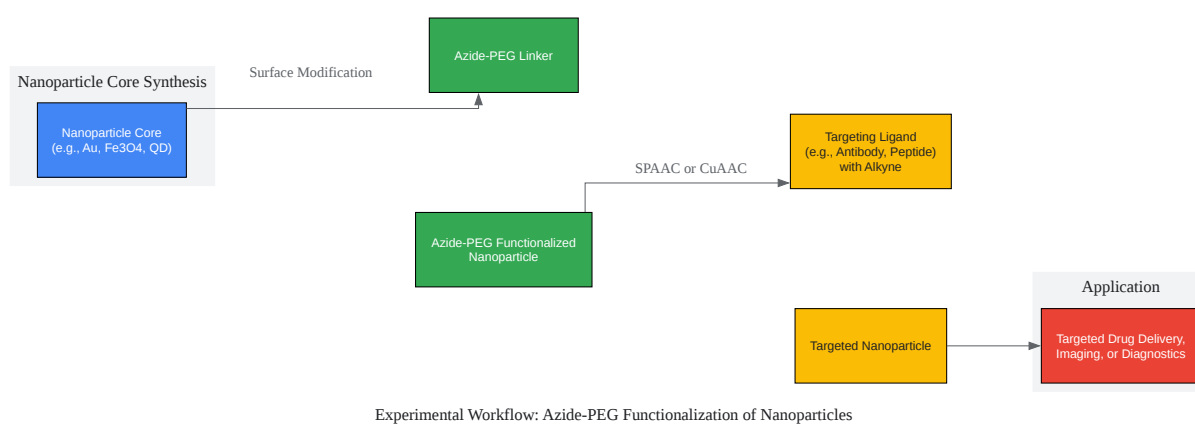 Azide-PEG Linker
Surface Modification
Nanoparticle Core Synthesis
Nanoparticle Core
(e.g., Au, Fe3O4, QD)
Targeting Ligand
(e.g., Antibody, Peptide)
with Alkyne
SPAAC or CuAAC
Azide-PEG Functionalized
Nanoparticle
Application
Targeted Nanoparticle
Targeted Drug Delivery,
Imaging, or Diagnostics
Experimental Workflow: Azide-PEG Functionalization of Nanoparticles